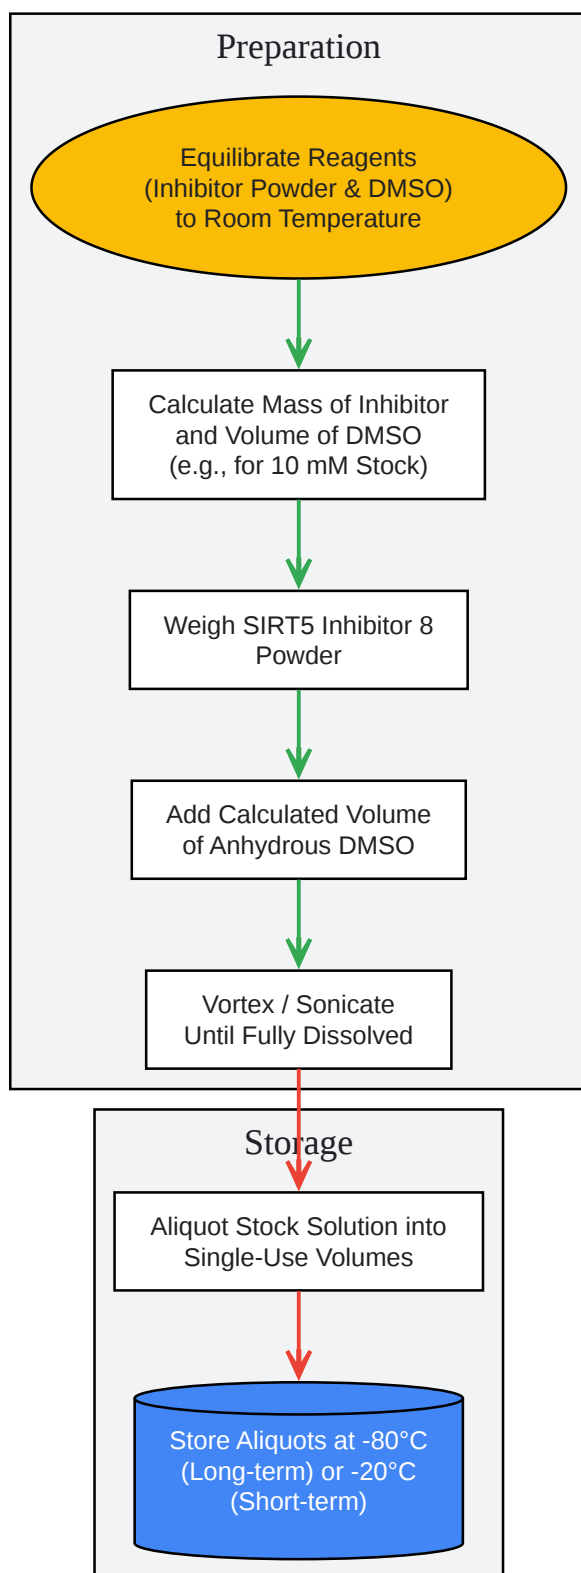 Preparation
Equilibrate Reagents
(Inhibitor Powder & DMSO)
to Room Temperature
Calculate Mass of Inhibitor
and Volume of DMSO
(e.g., for 10 mM Stock)
Weigh SIRT5 Inhibitor 8
Powder
Add Calculated Volume
of Anhydrous DMSO
Vortex / Sonicate
Until Fully Dissolved
Storage
Aliquot Stock Solution into
Single-Use Volumes
Store Aliquots at -80°C
(Long-term) or -20°C
(Short-term)